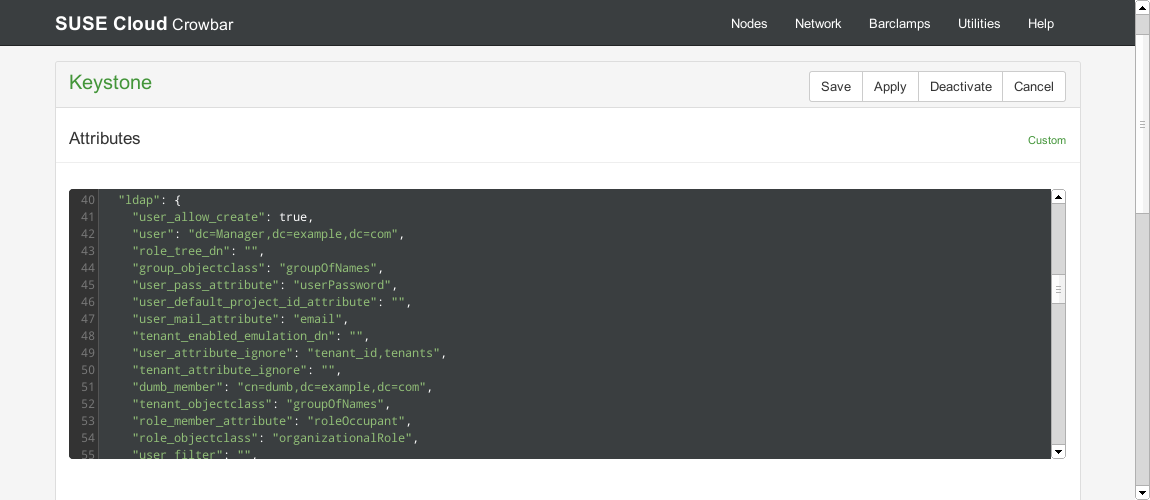 SUSE Cloud Crowbar Nodes Network Barclamps Utilities Help
Keystone Save Apply Deactivate Cancel
Attributes Custom
40 "ldap": {
41 "user_allow_create": true,
42 "user": "dc=Manager,dc=example,dc=com",
43 "role_tree_dn": "",
44 "group_objectclass": "groupOfNames",
45 "user_pass_attribute": "userPassword",
46 "user_default_project_id_attribute": "",
47 "user_mail_attribute": "email",
48 "tenant_enabled_emulation_dn": "",
49 "user_attribute_ignore": "tenant_id,tenants",
50 "tenant_attribute_ignore": "",
51 "dumb_member": "cn=dumb,dc=example,dc=com",
52 "tenant_objectclass": "groupOfNames",
53 "role_member_attribute": "roleOccupant",
54 "role_objectclass": "organizationalRole",
55 "user_filter": "",